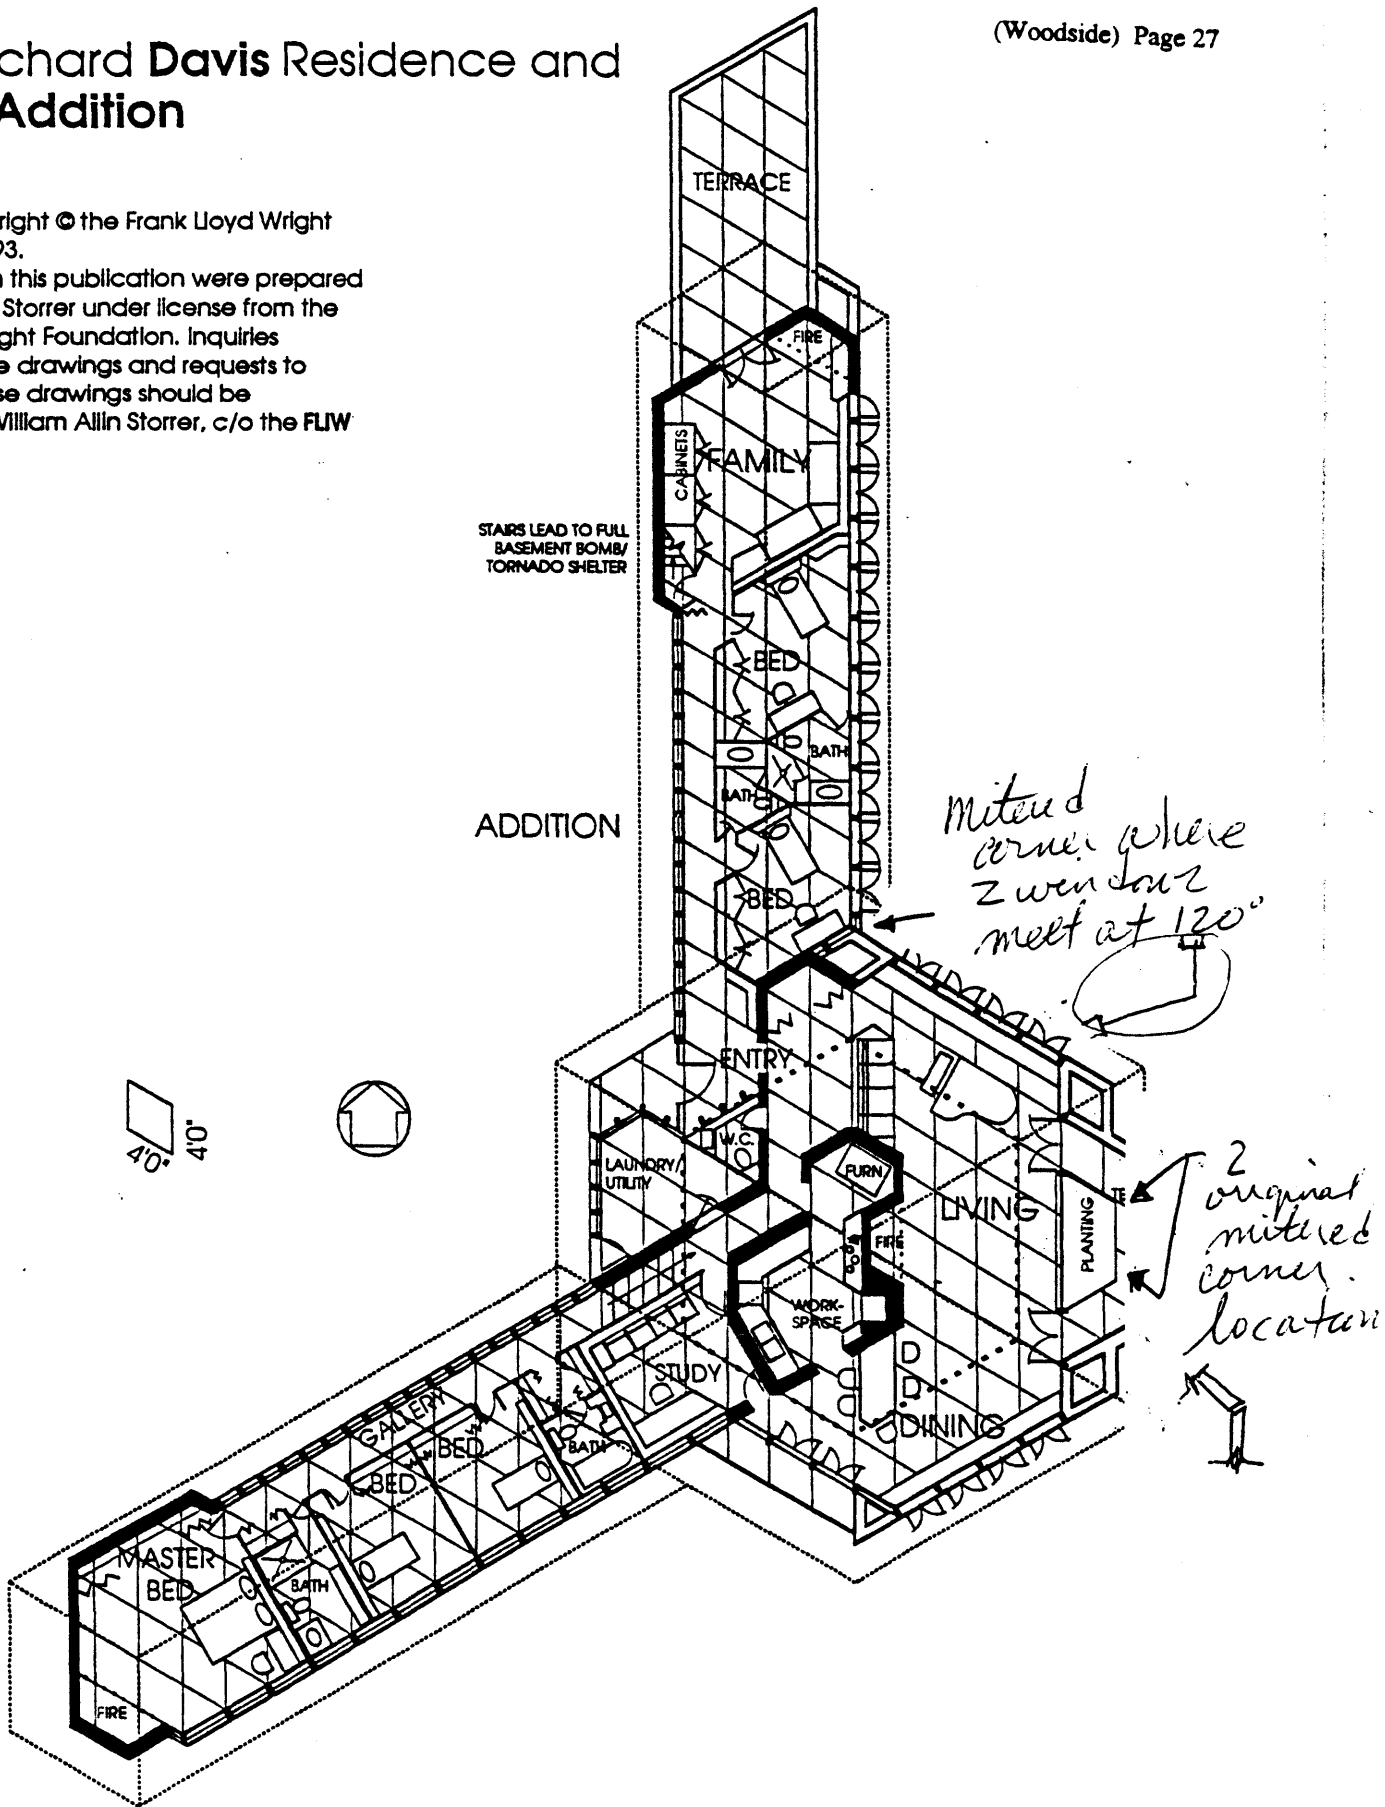 (Woodside) Page 27
chard Davis Residence and
Addition
right © the Frank Lloyd Wright
93.
n this publication were prepared
Storrer under license from the
ght Foundation. Inquiries
e drawings and requests to
se drawings should be
William Allin Storrer, c/o the FLlW
TERRACE
FIRE
CABINETS
FAMILY
STAIRS LEAD TO FULL
BASEMENT BOMB/
TORNADO SHELTER
BED
BATH
BATH
ADDITION
BED
Mitered
corner where
2 windows
meet at 120°
ENTRY
4'0"
4'0"
W.C.
LAUNDRY/
UTILITY
FURN
LIVING
PLANTING
TE
2
original
mitered
corner.
location
FIRE
WORK-
SPACE
STUDY
DINING
GALLERY
BED
BED
BATH
MASTER
BED
BATH
FIRE